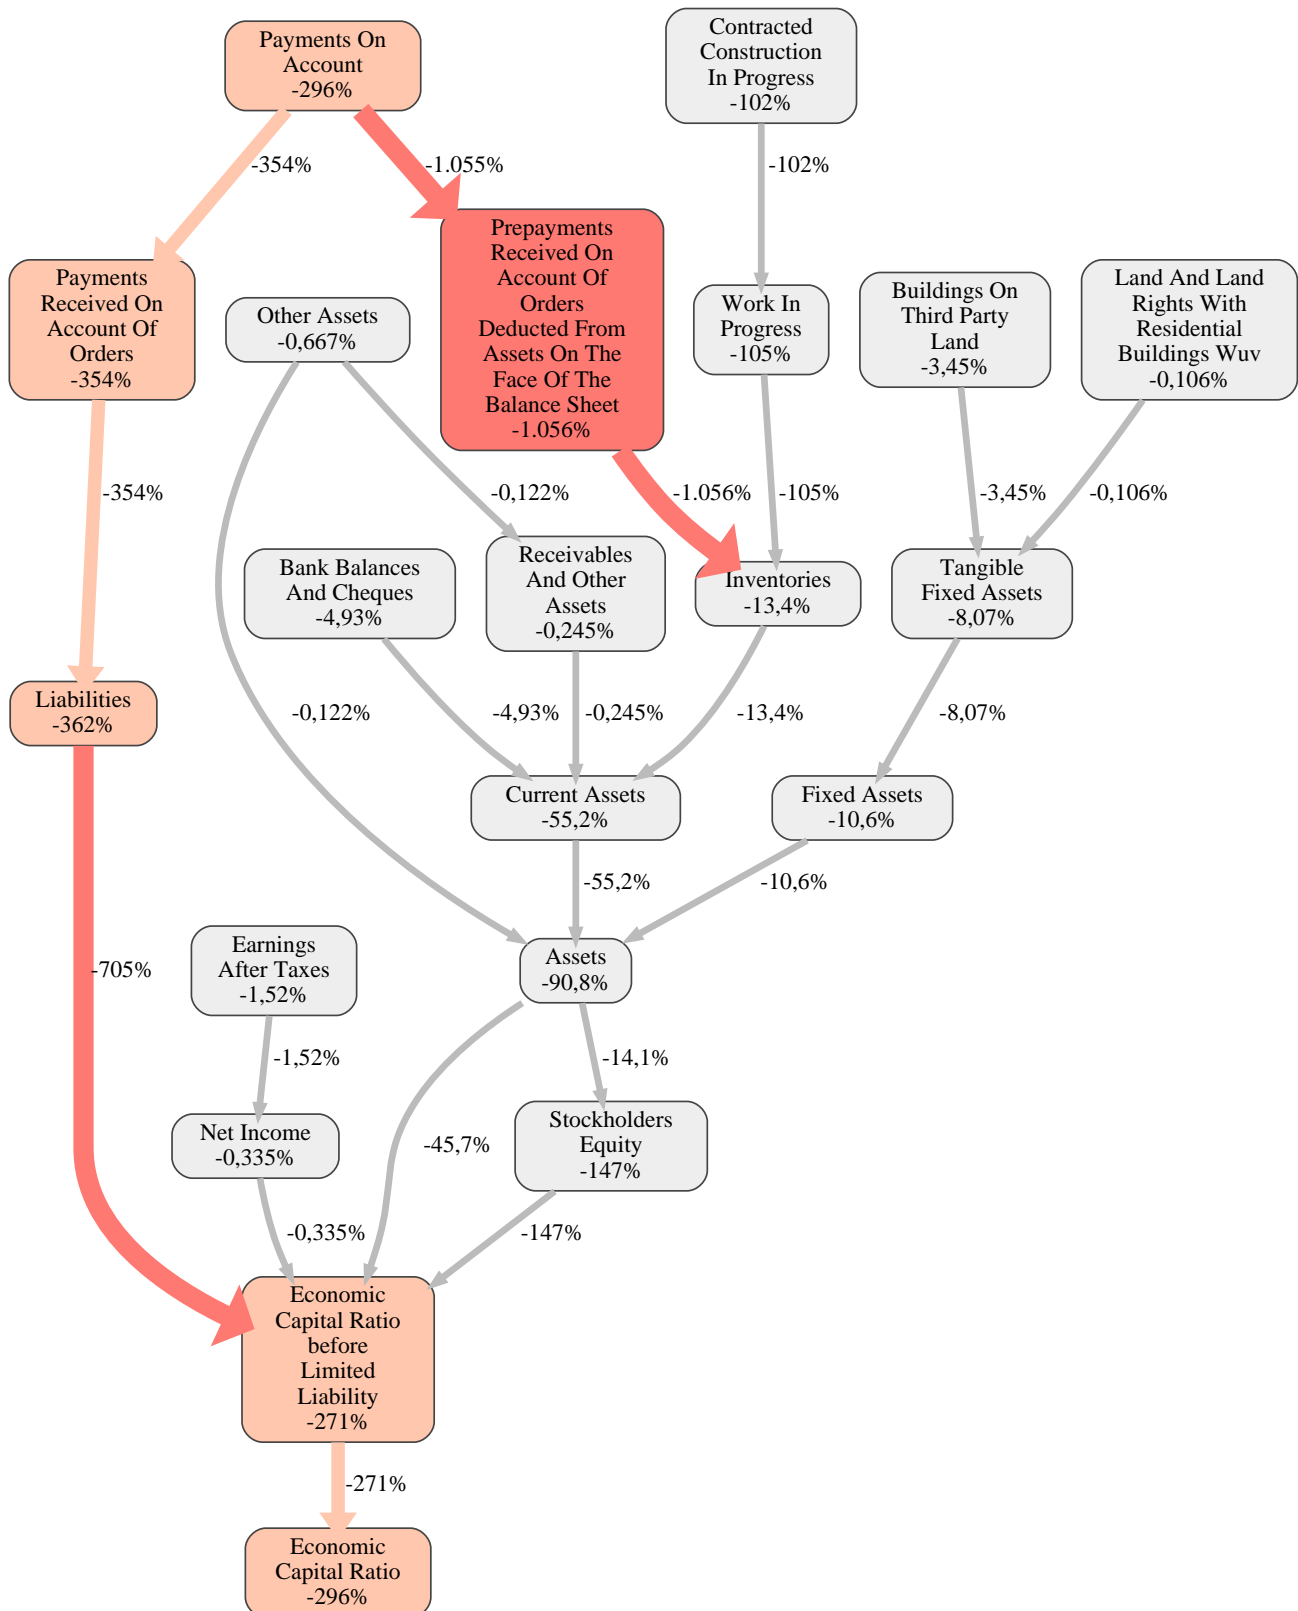 Payments On
Account
-296%
Contracted
Construction
In Progress
-102%
-354%
-1.055%
-102%
Payments
Received On
Account Of
Orders
-354%
Other Assets
-0,667%
Prepayments
Received On
Account Of
Orders
Deducted From
Assets On The
Face Of The
Balance Sheet
-1.056%
Work In
Progress
-105%
Buildings On
Third Party
Land
-3,45%
Land And Land
Rights With
Residential
Buildings Wuv
-0,106%
-354%
-0,122%
-1.056%
-105%
-3,45%
-0,106%
Bank Balances
And Cheques
-4,93%
Receivables
And Other
Assets
-0,245%
Inventories
-13,4%
Tangible
Fixed Assets
-8,07%
Liabilities
-362%
-0,122%
-4,93%
-0,245%
-13,4%
-8,07%
Current Assets
-55,2%
Fixed Assets
-10,6%
-55,2%
-10,6%
-705%
Earnings
After Taxes
-1,52%
Assets
-90,8%
-1,52%
-14,1%
Net Income
-0,335%
-45,7%
Stockholders
Equity
-147%
-0,335%
-147%
Economic
Capital Ratio
before
Limited
Liability
-271%
-271%
Economic
Capital Ratio
-296%